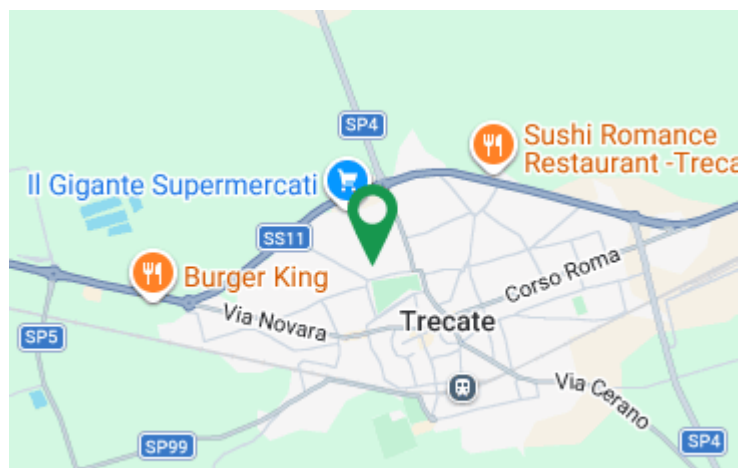 SP4
Sushi Romance
Restaurant -Treca
Il Gigante Supermercati
SS11
Burger King
Corso Roma
Via Novara
Trecate
SP5
Via Cerano
SP99
SP4